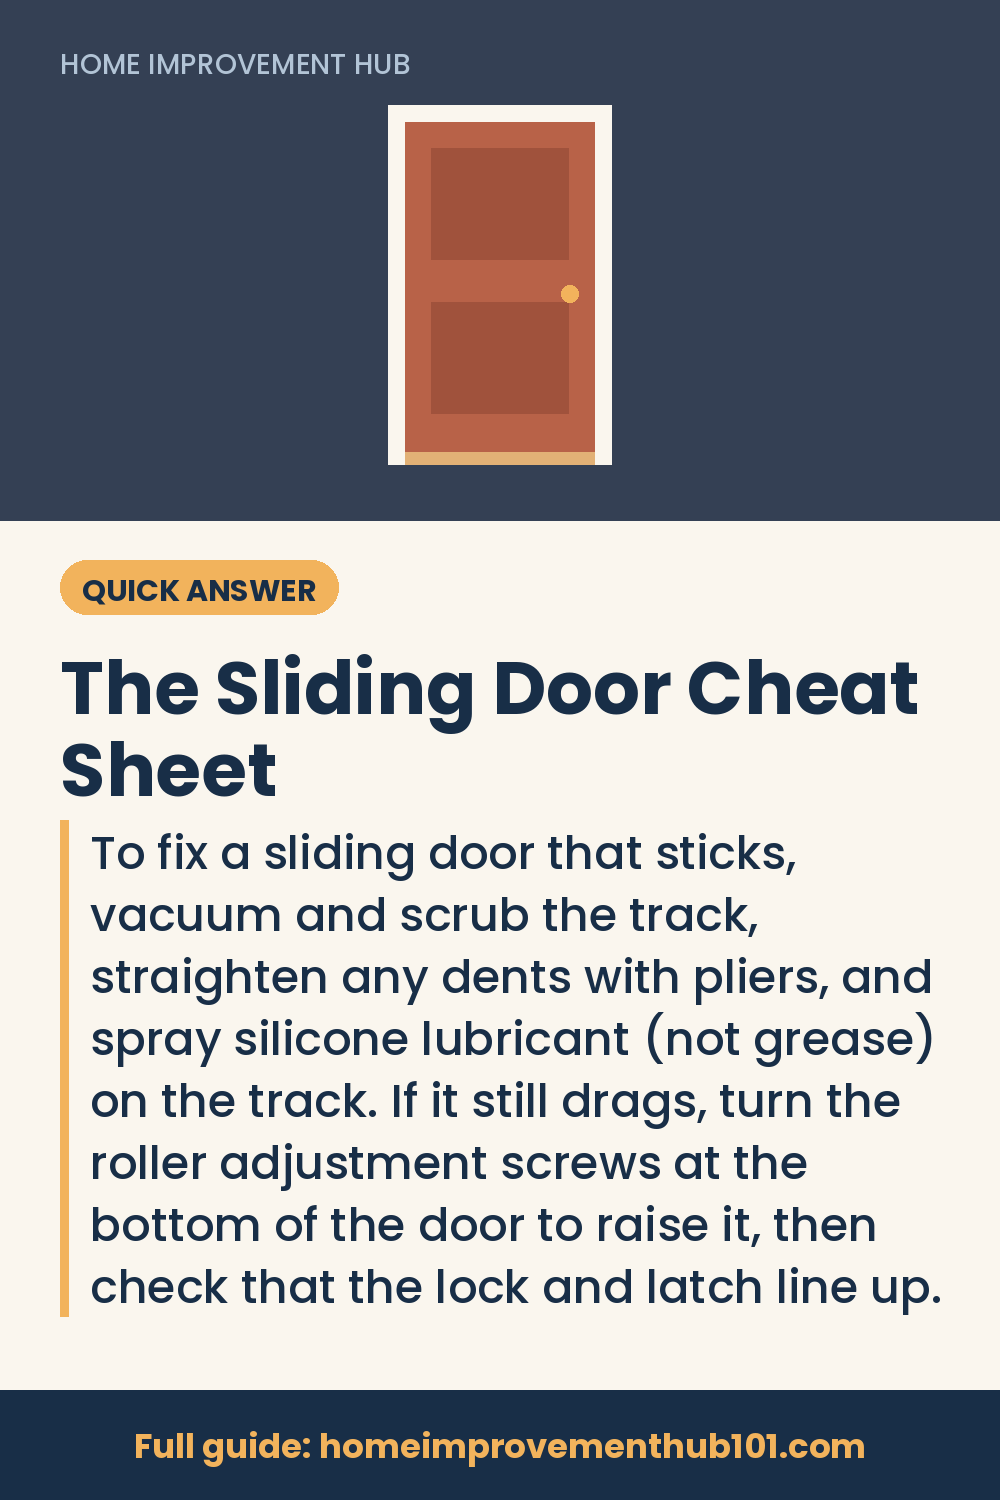 HOME IMPROVEMENT HUB
QUICK ANSWER
The Sliding Door Cheat
Sheet
To fix a sliding door that sticks,
vacuum and scrub the track,
straighten any dents with pliers, and
spray silicone lubricant (not grease)
on the track. If it still drags, turn the
roller adjustment screws at the
bottom of the door to raise it, then
check that the lock and latch line up.
Full guide: homeimprovementhub101.com